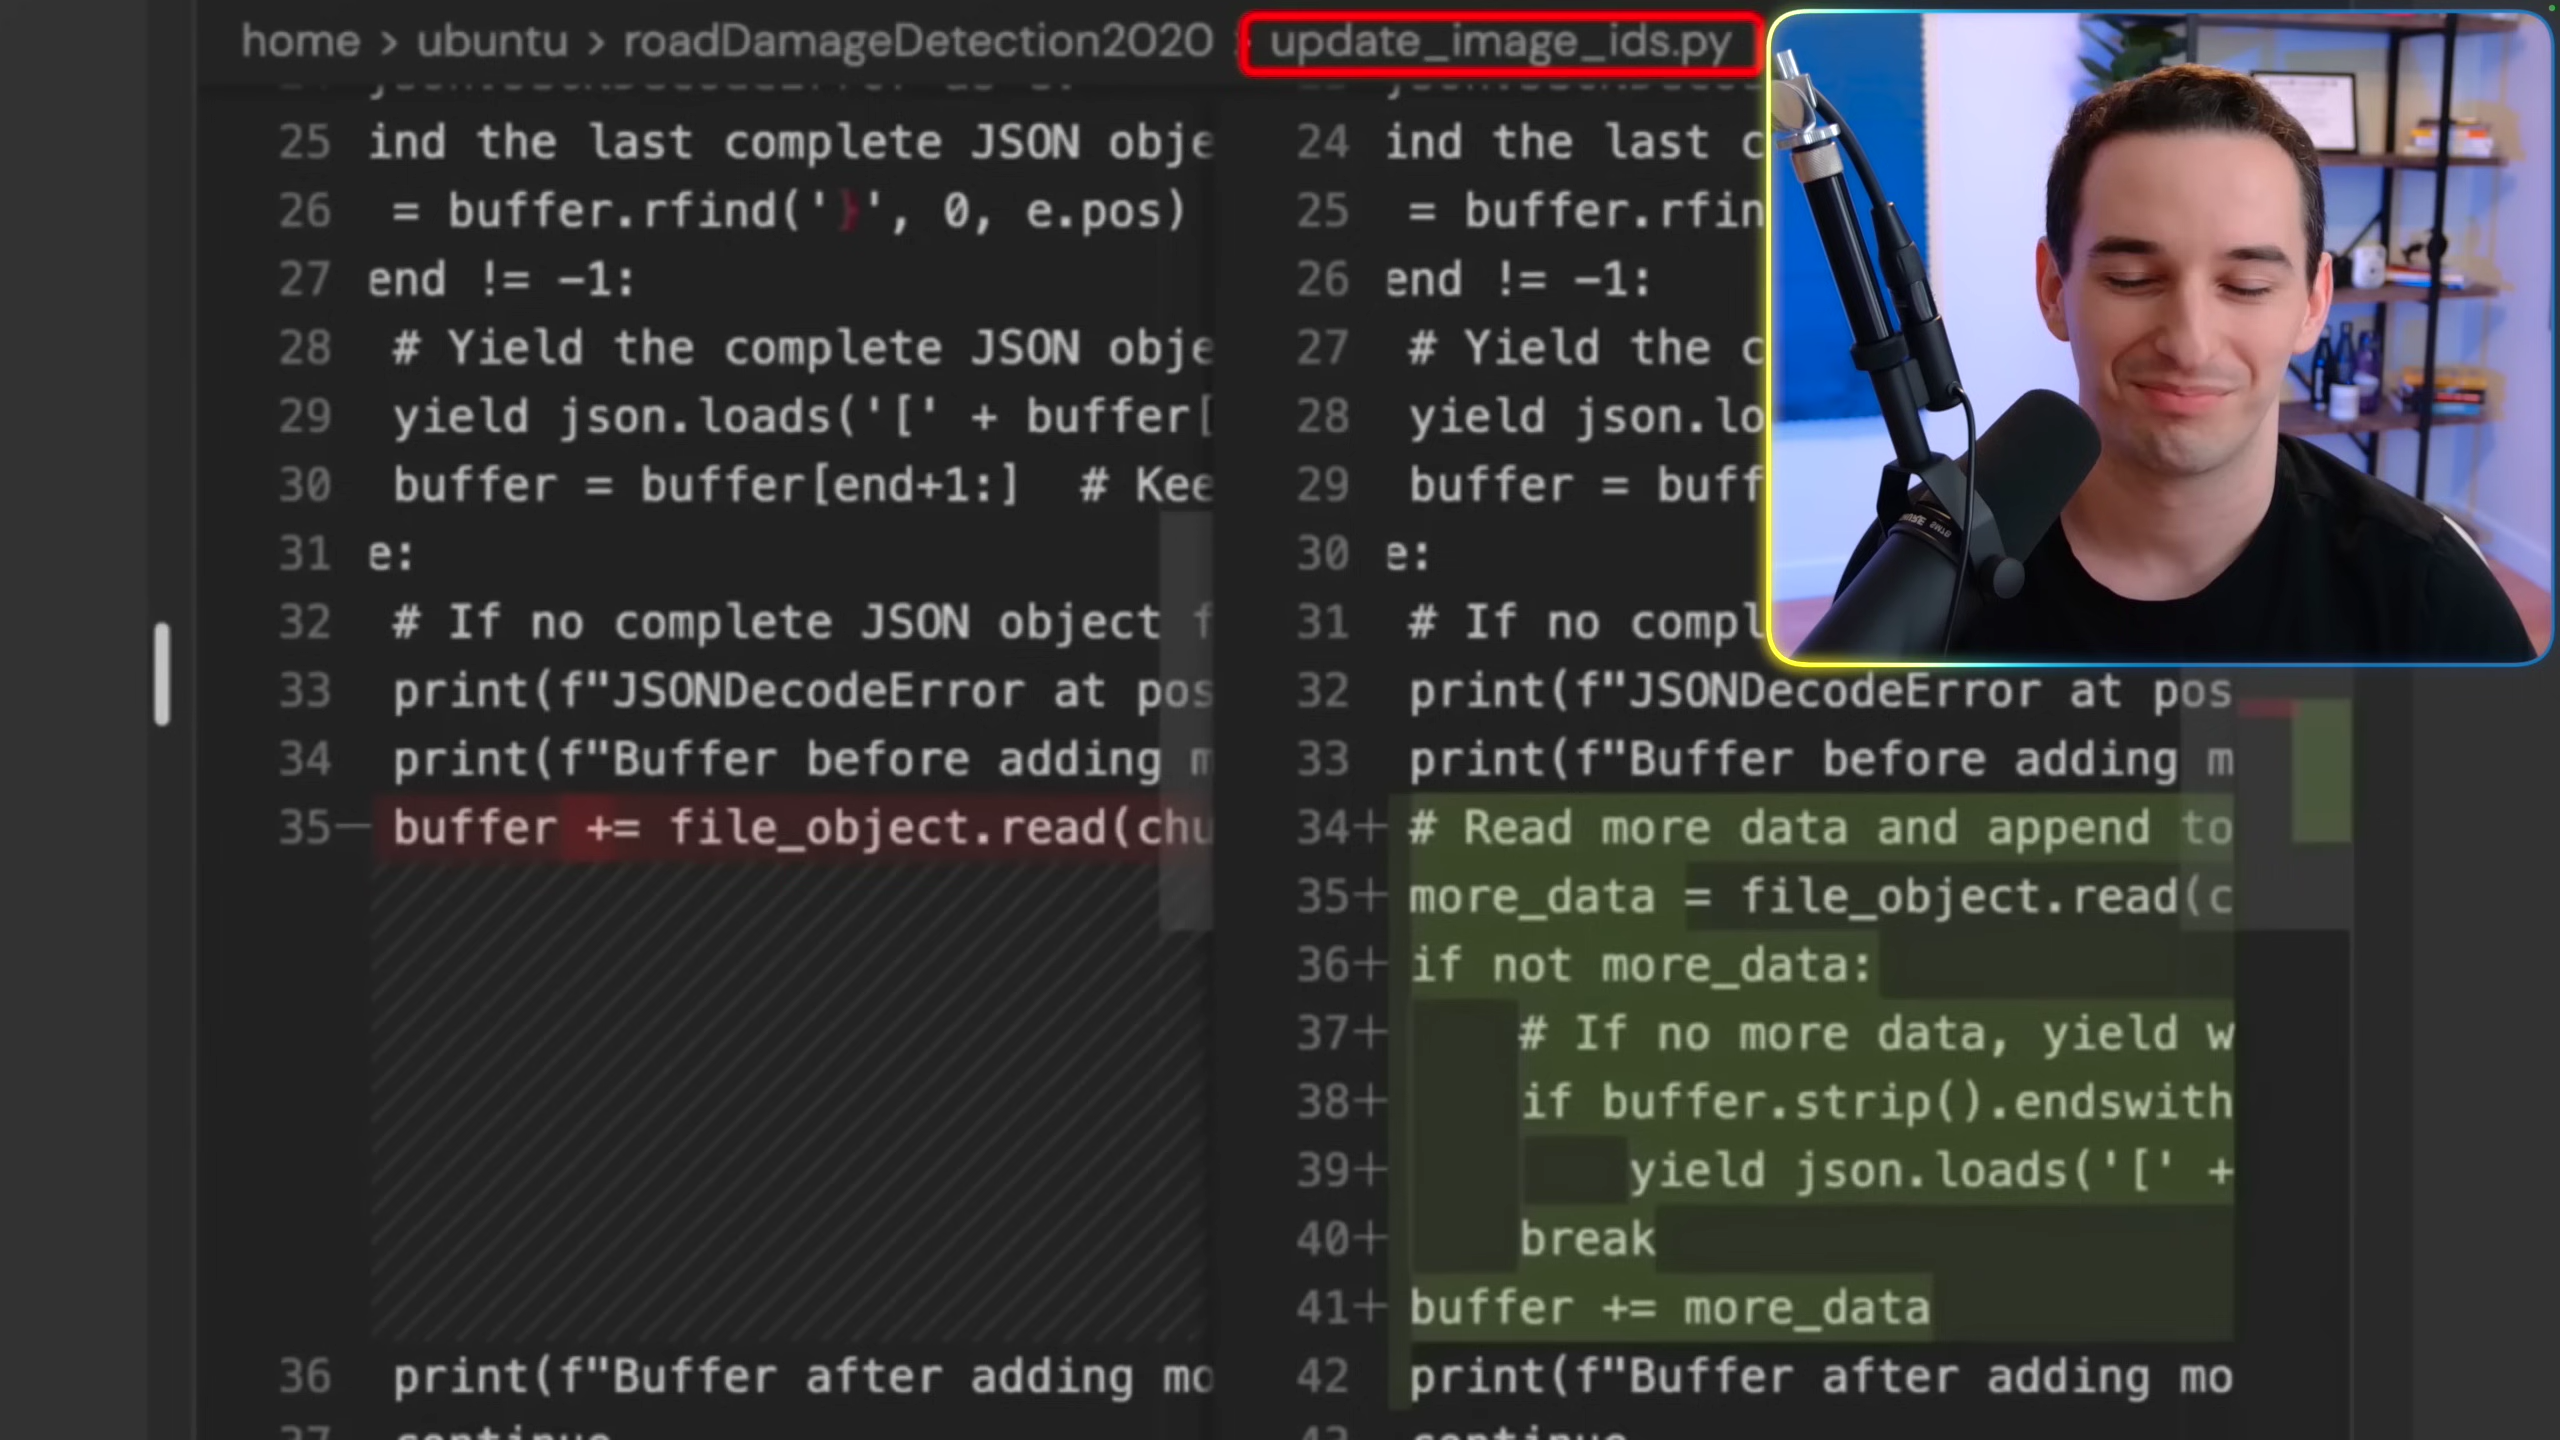 home > ubuntu > roadDamageDetection2020 update_image_ids.py
25 ind the last complete JSON obje
26 = buffer.rfind('}', 0, e.pos)
27 end != -1:
28 # Yield the complete JSON obje
29 yield json.loads('[' + buffer[
30 buffer = buffer[end+1:] # Kee
31 e:
32 # If no complete JSON object f
33 print(f"JSONDecodeError at pos
34 print(f"Buffer before adding m
35— buffer += file_object.read(chu
36 print(f"Buffer after adding mo
37 continue
24 ind the last c
25 = buffer.rfin
26 end != -1:
27 # Yield the c
28 yield json.lo
29 buffer = buff
30 e:
31 # If no compl
32 print(f"JSONDecodeError at pos
33 print(f"Buffer before adding m
34+ # Read more data and append to
35+ more_data = file_object.read(c
36+ if not more_data:
37+ # If no more data, yield w
38+ if buffer.strip().endswith
39+ yield json.loads('[' +
40+ break
41+ buffer += more_data
42 print(f"Buffer after adding mo
43 continue